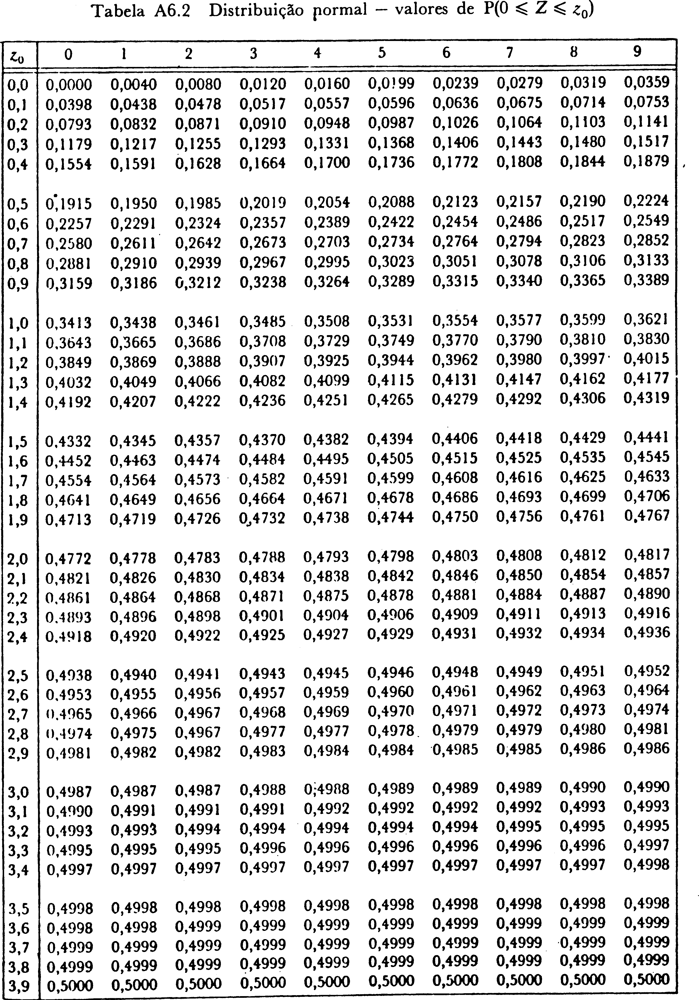 Tabela A6.2 Distribuição normal – valores de P(0 ⩽ Z ⩽ z₀)
z₀ 0 1 2 3 4 5 6 7 8 9
0,0 0,0000 0,0040 0,0080 0,0120 0,0160 0,0199 0,0239 0,0279 0,0319 0,0359
0,1 0,0398 0,0438 0,0478 0,0517 0,0557 0,0596 0,0636 0,0675 0,0714 0,0753
0,2 0,0793 0,0832 0,0871 0,0910 0,0948 0,0987 0,1026 0,1064 0,1103 0,1141
0,3 0,1179 0,1217 0,1255 0,1293 0,1331 0,1368 0,1406 0,1443 0,1480 0,1517
0,4 0,1554 0,1591 0,1628 0,1664 0,1700 0,1736 0,1772 0,1808 0,1844 0,1879
0,5 0,1915 0,1950 0,1985 0,2019 0,2054 0,2088 0,2123 0,2157 0,2190 0,2224
0,6 0,2257 0,2291 0,2324 0,2357 0,2389 0,2422 0,2454 0,2486 0,2517 0,2549
0,7 0,2580 0,2611 0,2642 0,2673 0,2703 0,2734 0,2764 0,2794 0,2823 0,2852
0,8 0,2881 0,2910 0,2939 0,2967 0,2995 0,3023 0,3051 0,3078 0,3106 0,3133
0,9 0,3159 0,3186 0,3212 0,3238 0,3264 0,3289 0,3315 0,3340 0,3365 0,3389
1,0 0,3413 0,3438 0,3461 0,3485 0,3508 0,3531 0,3554 0,3577 0,3599 0,3621
1,1 0,3643 0,3665 0,3686 0,3708 0,3729 0,3749 0,3770 0,3790 0,3810 0,3830
1,2 0,3849 0,3869 0,3888 0,3907 0,3925 0,3944 0,3962 0,3980 0,3997 0,4015
1,3 0,4032 0,4049 0,4066 0,4082 0,4099 0,4115 0,4131 0,4147 0,4162 0,4177
1,4 0,4192 0,4207 0,4222 0,4236 0,4251 0,4265 0,4279 0,4292 0,4306 0,4319
1,5 0,4332 0,4345 0,4357 0,4370 0,4382 0,4394 0,4406 0,4418 0,4429 0,4441
1,6 0,4452 0,4463 0,4474 0,4484 0,4495 0,4505 0,4515 0,4525 0,4535 0,4545
1,7 0,4554 0,4564 0,4573 0,4582 0,4591 0,4599 0,4608 0,4616 0,4625 0,4633
1,8 0,4641 0,4649 0,4656 0,4664 0,4671 0,4678 0,4686 0,4693 0,4699 0,4706
1,9 0,4713 0,4719 0,4726 0,4732 0,4738 0,4744 0,4750 0,4756 0,4761 0,4767
2,0 0,4772 0,4778 0,4783 0,4788 0,4793 0,4798 0,4803 0,4808 0,4812 0,4817
2,1 0,4821 0,4826 0,4830 0,4834 0,4838 0,4842 0,4846 0,4850 0,4854 0,4857
2,2 0,4861 0,4864 0,4868 0,4871 0,4875 0,4878 0,4881 0,4884 0,4887 0,4890
2,3 0,4893 0,4896 0,4898 0,4901 0,4904 0,4906 0,4909 0,4911 0,4913 0,4916
2,4 0,4918 0,4920 0,4922 0,4925 0,4927 0,4929 0,4931 0,4932 0,4934 0,4936
2,5 0,4938 0,4940 0,4941 0,4943 0,4945 0,4946 0,4948 0,4949 0,4951 0,4952
2,6 0,4953 0,4955 0,4956 0,4957 0,4959 0,4960 0,4961 0,4962 0,4963 0,4964
2,7 0,4965 0,4966 0,4967 0,4968 0,4969 0,4970 0,4971 0,4972 0,4973 0,4974
2,8 0,4974 0,4975 0,4967 0,4977 0,4977 0,4978 0,4979 0,4979 0,4980 0,4981
2,9 0,4981 0,4982 0,4982 0,4983 0,4984 0,4984 0,4985 0,4985 0,4986 0,4986
3,0 0,4987 0,4987 0,4987 0,4988 0,4988 0,4989 0,4989 0,4989 0,4990 0,4990
3,1 0,4990 0,4991 0,4991 0,4991 0,4992 0,4992 0,4992 0,4992 0,4993 0,4993
3,2 0,4993 0,4993 0,4994 0,4994 0,4994 0,4994 0,4994 0,4995 0,4995 0,4995
3,3 0,4995 0,4995 0,4995 0,4996 0,4996 0,4996 0,4996 0,4996 0,4996 0,4997
3,4 0,4997 0,4997 0,4997 0,4997 0,4997 0,4997 0,4997 0,4997 0,4997 0,4998
3,5 0,4998 0,4998 0,4998 0,4998 0,4998 0,4998 0,4998 0,4998 0,4998 0,4998
3,6 0,4998 0,4998 0,4999 0,4999 0,4999 0,4999 0,4999 0,4999 0,4999 0,4999
3,7 0,4999 0,4999 0,4999 0,4999 0,4999 0,4999 0,4999 0,4999 0,4999 0,4999
3,8 0,4999 0,4999 0,4999 0,4999 0,4999 0,4999 0,4999 0,4999 0,4999 0,4999
3,9 0,5000 0,5000 0,5000 0,5000 0,5000 0,5000 0,5000 0,5000 0,5000 0,5000